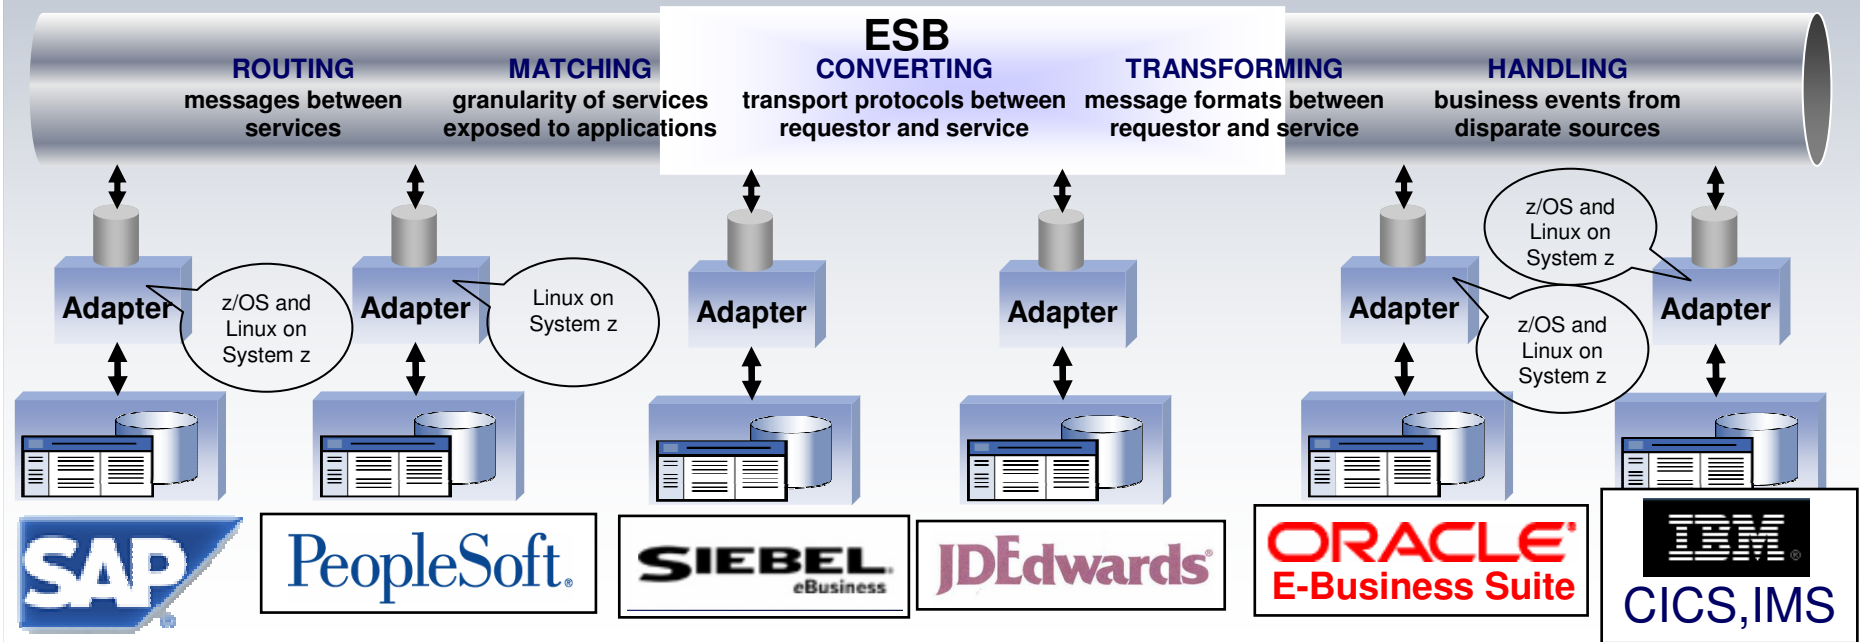 ESB
ROUTING
messages between
services
MATCHING
granularity of services
exposed to applications
CONVERTING
transport protocols between
requestor and service
TRANSFORMING
message formats between
requestor and service
HANDLING
business events from
disparate sources
Adapter
z/OS and
Linux on
System z
Adapter
Linux on
System z
Adapter
Adapter
Adapter
z/OS and
Linux on
System z
z/OS and
Linux on
System z
Adapter
SAP®
PeopleSoft.
SIEBEL.
eBusiness
JDEdwards®
ORACLE®
E-Business Suite
IBM®
CICS,IMS